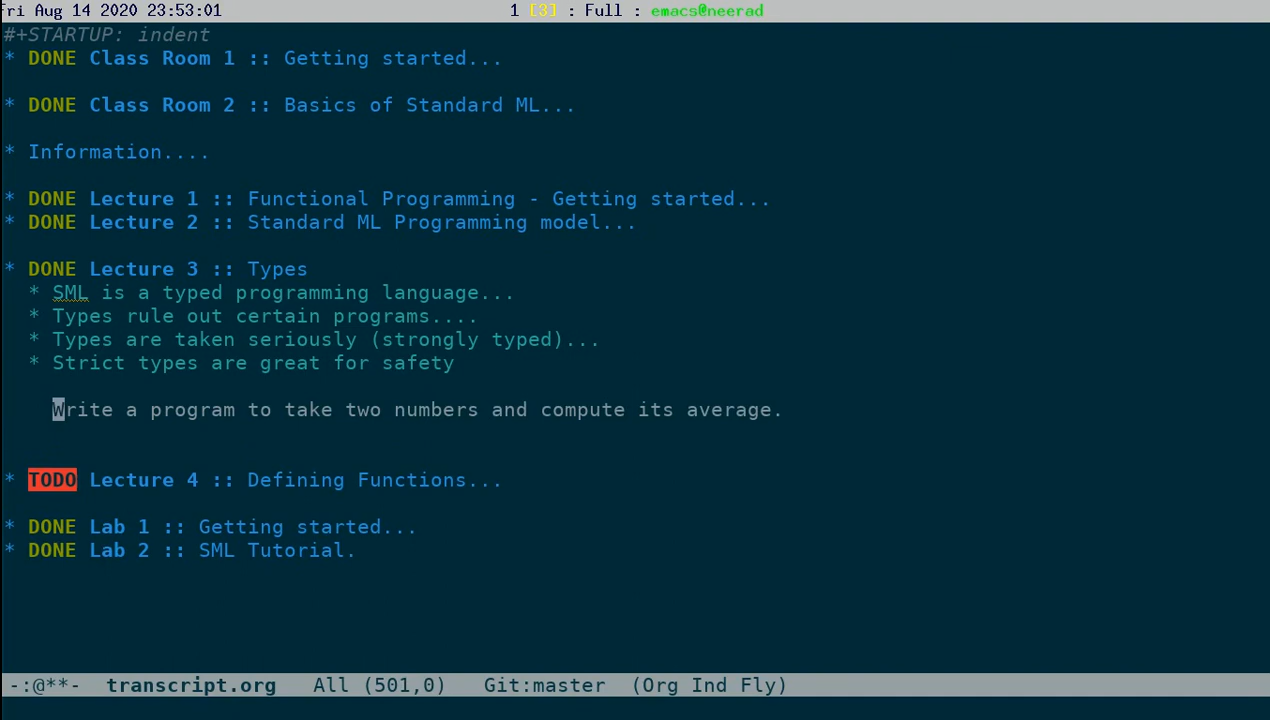 Fri Aug 14 2020 23:53:01 1 [3] : Full : emacs@neerad
#+STARTUP: indent
* DONE Class Room 1 :: Getting started...
* DONE Class Room 2 :: Basics of Standard ML...
* Information....
* DONE Lecture 1 :: Functional Programming - Getting started...
* DONE Lecture 2 :: Standard ML Programming model...
* DONE Lecture 3 :: Types
* SML is a typed programming language...
* Types rule out certain programs....
* Types are taken seriously (strongly typed)...
* Strict types are great for safety
Write a program to take two numbers and compute its average.
* TODO Lecture 4 :: Defining Functions...
* DONE Lab 1 :: Getting started...
* DONE Lab 2 :: SML Tutorial.
-:@**- transcript.org All (501,0) Git:master (Org Ind Fly)